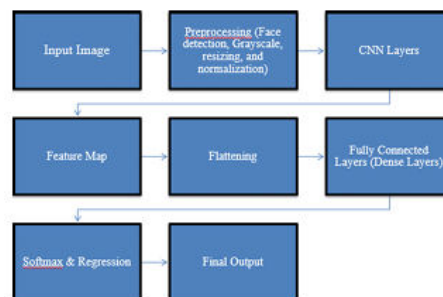 Input Image
Preprocessing (Face
detection, Grayscale,
resizing, and
normalization)
CNN Layers
Feature Map
Flattening
Fully Connected
Layers (Dense Layers)
Softmax & Regression
Final Output